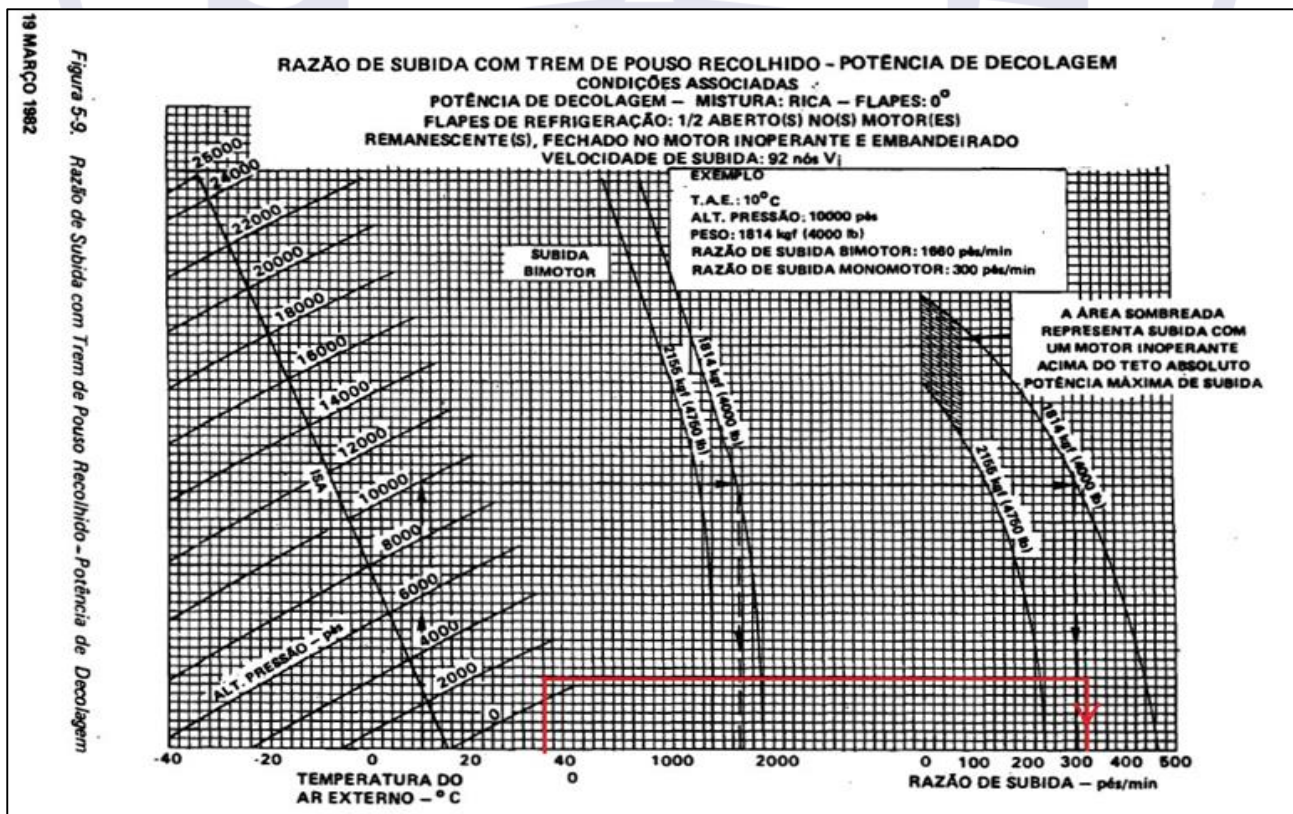 RAZÃO DE SUBIDA COM TREM DE POUSO RECOLHIDO - POTÊNCIA DE DECOLAGEM
CONDIÇÕES ASSOCIADAS
POTÊNCIA DE DECOLAGEM – MISTURA: RICA – FLAPES: 0°
FLAPES DE REFRIGERAÇÃO: 1/2 ABERTO(S) NO(S) MOTOR(ES)
REMANESCENTE(S), FECHADO NO MOTOR INOPERANTE E EMBANDEIRADO
VELOCIDADE DE SUBIDA: 92 nós Vi
EXEMPLO
T.A.E.: 10°C
ALT. PRESSÃO: 10000 pés
PESO: 1814 kgf (4000 lb)
RAZÃO DE SUBIDA BIMOTOR: 1660 pés/min
RAZÃO DE SUBIDA MONOMOTOR: 300 pés/min
SUBIDA
BIMOTOR
A ÁREA SOMBREADA
REPRESENTA SUBIDA COM
UM MOTOR INOPERANTE
ACIMA DO TETO ABSOLUTO
POTÊNCIA MÁXIMA DE SUBIDA
25000
24000
22000
20000
18000
16000
14000
12000
10000
8000
6000
4000
2000
0
ISA
ALT. PRESSÃO – pés
2155 kgf (4750 lb)
1814 kgf (4000 lb)
1814 kgf (4000 lb)
2155 kgf (4750 lb)
-40 -20 0 20 40
0 1000 2000
0 100 200 300 400 500
TEMPERATURA DO
AR EXTERNO – °C
RAZÃO DE SUBIDA – pés/min
Figura 5-9. Razão de Subida com Trem de Pouso Recolhido - Potência de Decolagem
19 MARÇO 1982